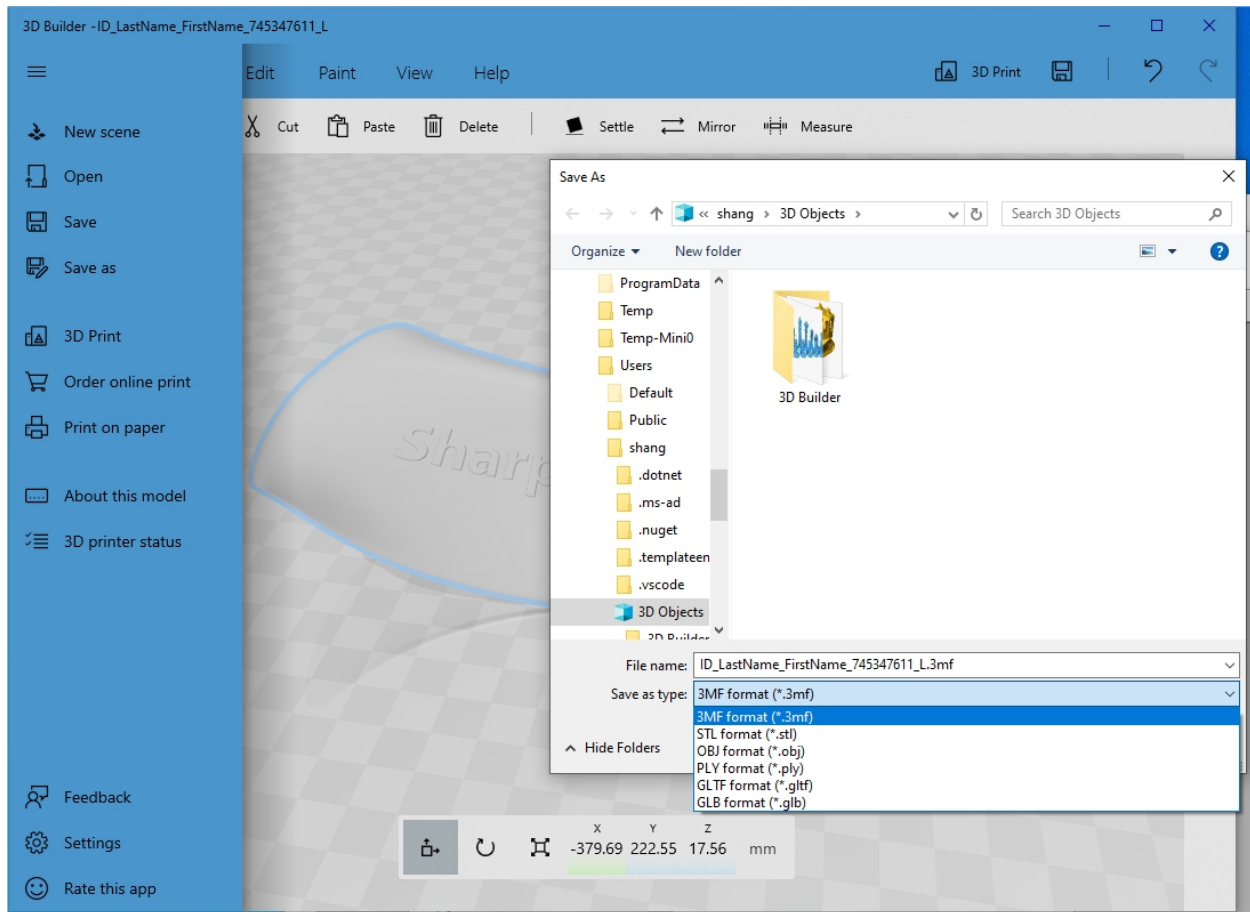 3D Builder -ID_LastName_FirstName_745347611_L
Edit Paint View Help 3D Print
New scene
Open
Save
Save as
3D Print
Order online print
Print on paper
About this model
3D printer status
Feedback
Settings
Rate this app
Cut Paste Delete Settle Mirror Measure
Sharp
Save As
« shang › 3D Objects › Search 3D Objects
Organize New folder
ProgramData
Temp
Temp-Mini0
Users
Default
Public
shang
.dotnet
.ms-ad
.nuget
.templateen
.vscode
3D Objects
3D Builder
3D Builder
File name: ID_LastName_FirstName_745347611_L.3mf
Save as type: 3MF format (*.3mf)
3MF format (*.3mf)
STL format (*.stl)
OBJ format (*.obj)
PLY format (*.ply)
GLTF format (*.gltf)
GLB format (*.glb)
Hide Folders
X Y Z
-379.69 222.55 17.56 mm